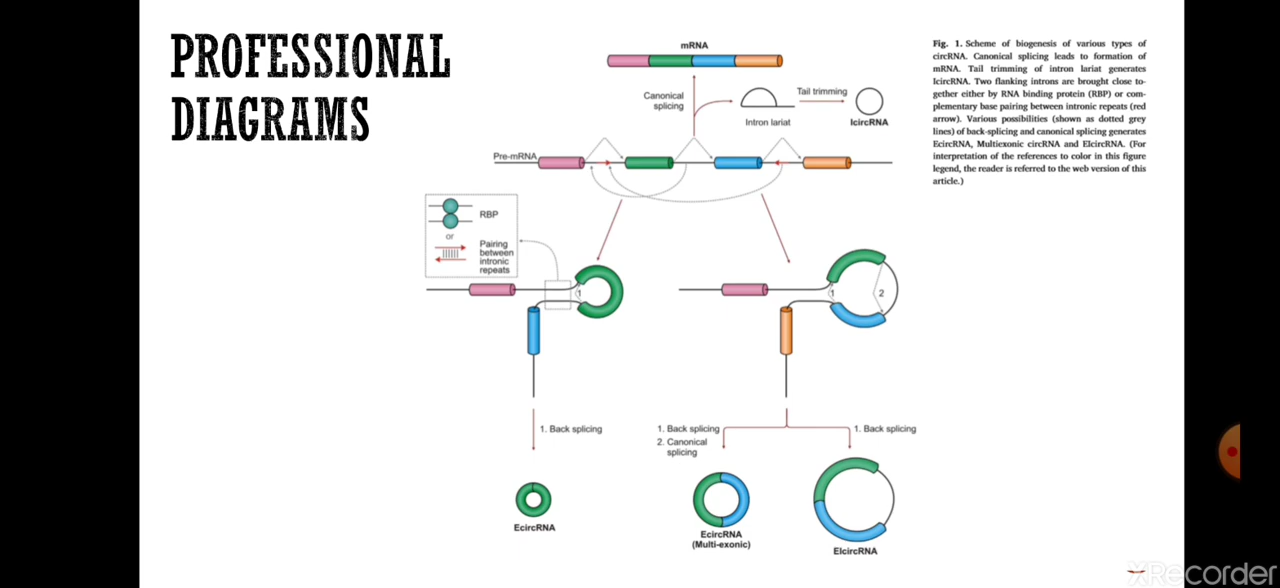 PROFESSIONAL
DIAGRAMS
mRNA
Canonical
splicing
Tail trimming
Intron lariat
IcircRNA
Pre-mRNA
RBP
or
Pairing
between
intronic
repeats
1
1
2
1. Back splicing
1. Back splicing
2. Canonical
splicing
1. Back splicing
EcircRNA
EcircRNA
(Multi-exonic)
EIcircRNA
Fig. 1. Scheme of biogenesis of various types of
circRNA. Canonical splicing leads to formation of
mRNA. Tail trimming of intron lariat generates
IcircRNA. Two flanking introns are brought close to-
gether either by RNA binding protein (RBP) or com-
plementary base pairing between intronic repeats (red
arrow). Various possibilities (shown as dotted grey
lines) of back-splicing and canonical splicing generates
EcircRNA, Multiexonic circRNA and EIcircRNA. (For
interpretation of the references to color in this figure
legend, the reader is referred to the web version of this
article.)
XRecorder